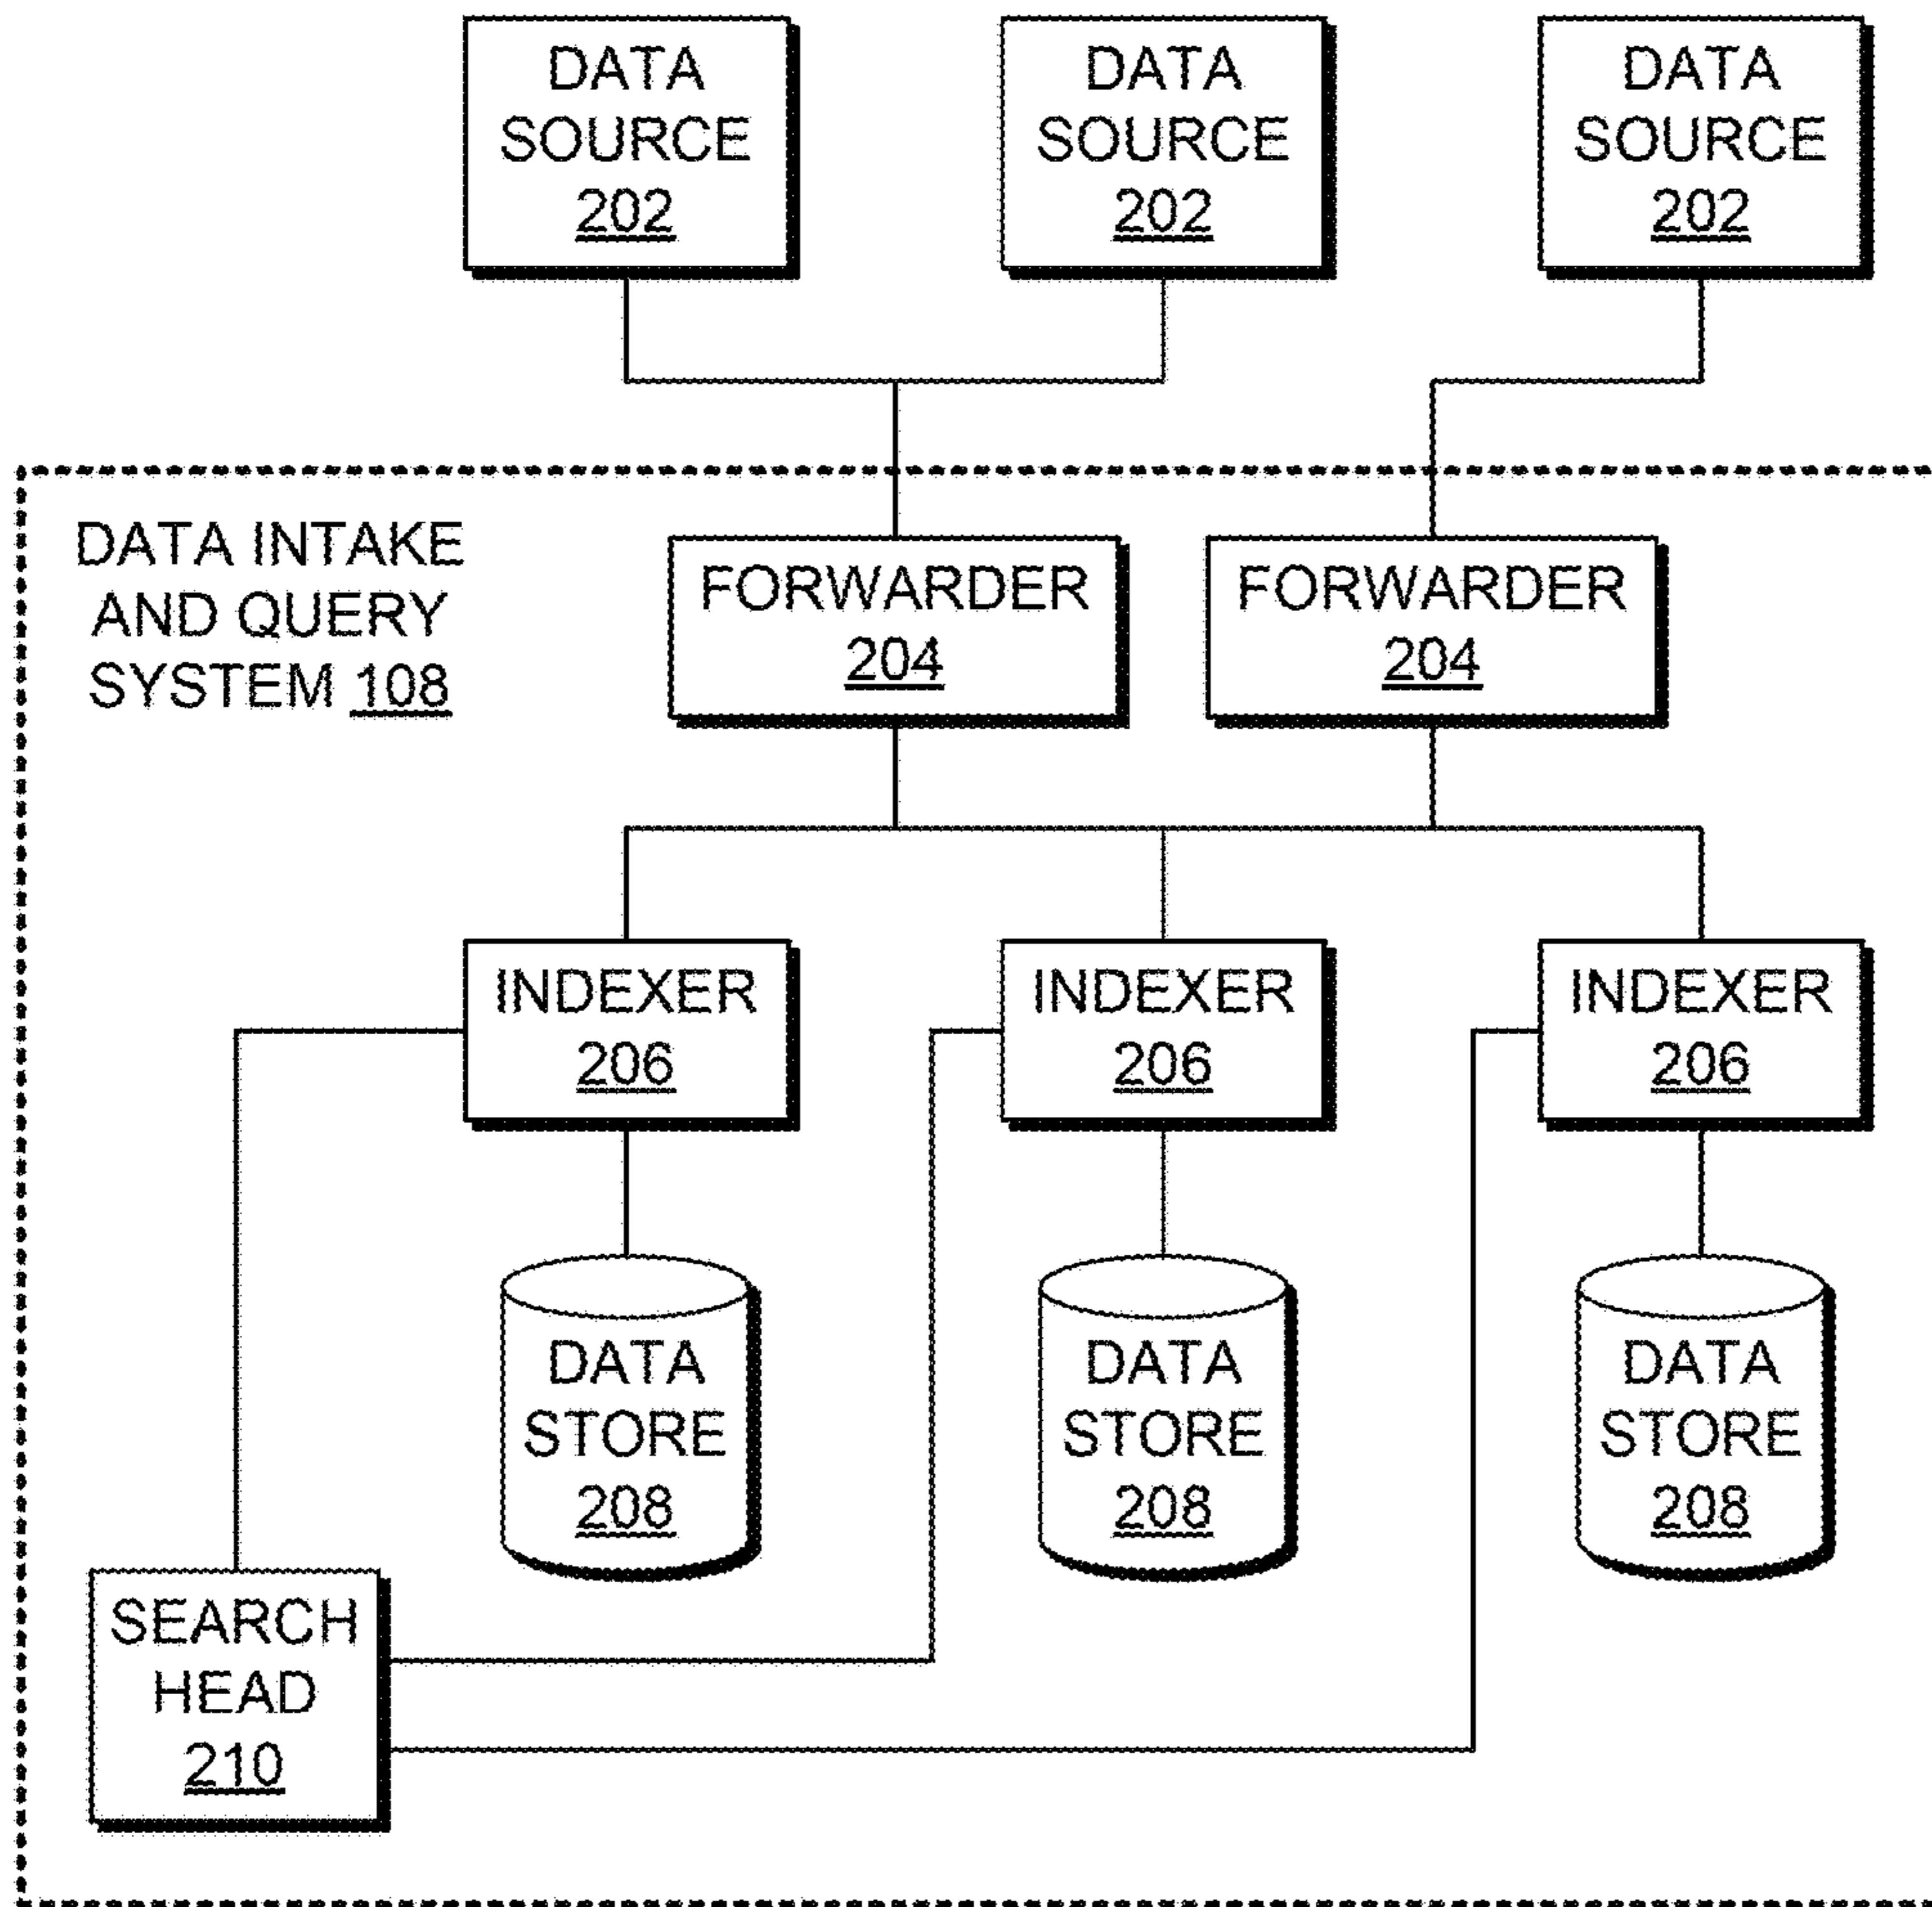 DATA
SOURCE
202
DATA
SOURCE
202
DATA
SOURCE
202
DATA INTAKE
AND QUERY
SYSTEM 108
FORWARDER
204
FORWARDER
204
INDEXER
206
INDEXER
206
INDEXER
206
DATA
STORE
208
DATA
STORE
208
DATA
STORE
208
SEARCH
HEAD
210